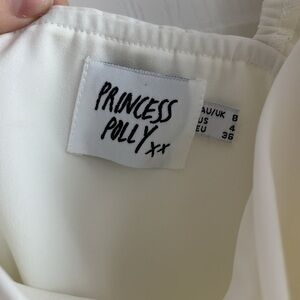 PRINCESS
POLLY xx
AU/UK 8
US 4
EU 36